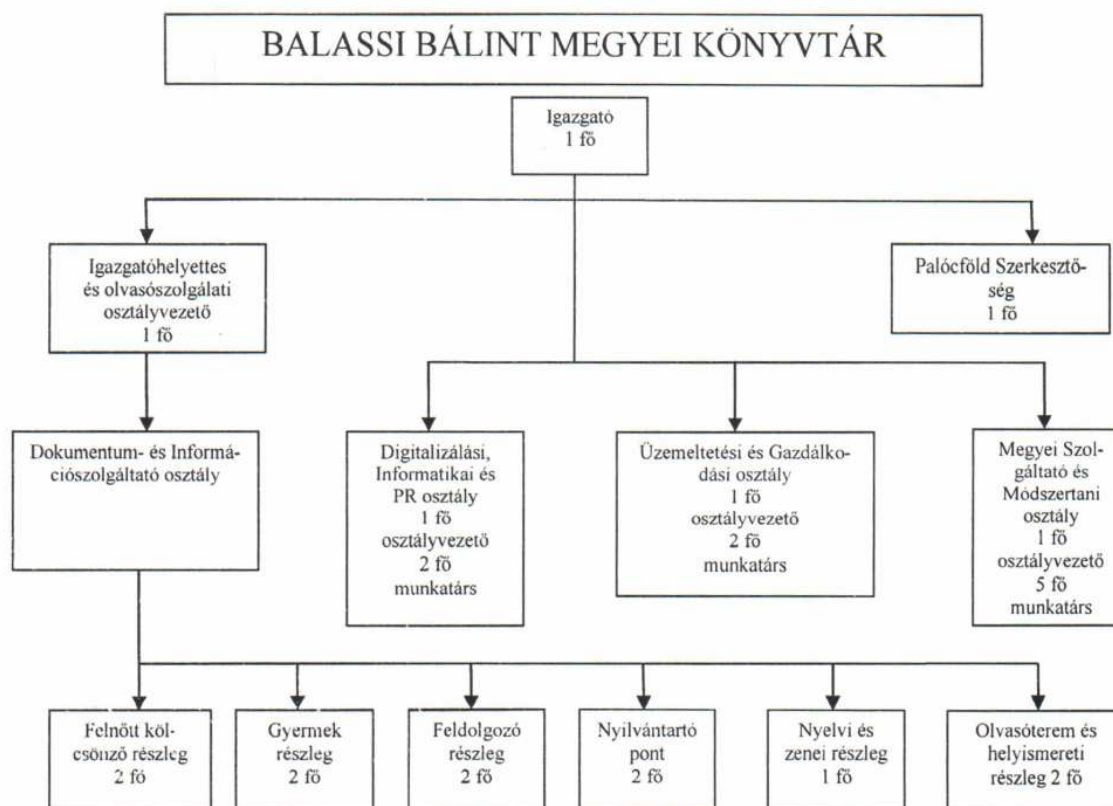 BALASSI BÁLINT MEGYEI KÖNYVTÁR
Igazgató
1 fő
Igazgatóhelyettes
és olvasószolgálati
osztályvezető
1 fő
Palócföld Szerkesztő-
ség
1 fő
Dokumentum- és Informá-
ciószolgáltató osztály
Digitalizálási,
Informatikai és
PR osztály
1 fő
osztályvezető
2 fő
munkatárs
Üzemeltetési és Gazdálko-
dási osztály
1 fő
osztályvezető
2 fő
munkatárs
Megyei Szol-
gáltató és
Módszertani
osztály
1 fő
osztályvezető
5 fő
munkatárs
Felnőtt köl-
csönző részleg
2 fő
Gyermek
részleg
2 fő
Feldolgozó
részleg
2 fő
Nyilvántartó
pont
2 fő
Nyelvi és
zenei részleg
1 fő
Olvasóterem és
helyismereti
részleg 2 fő